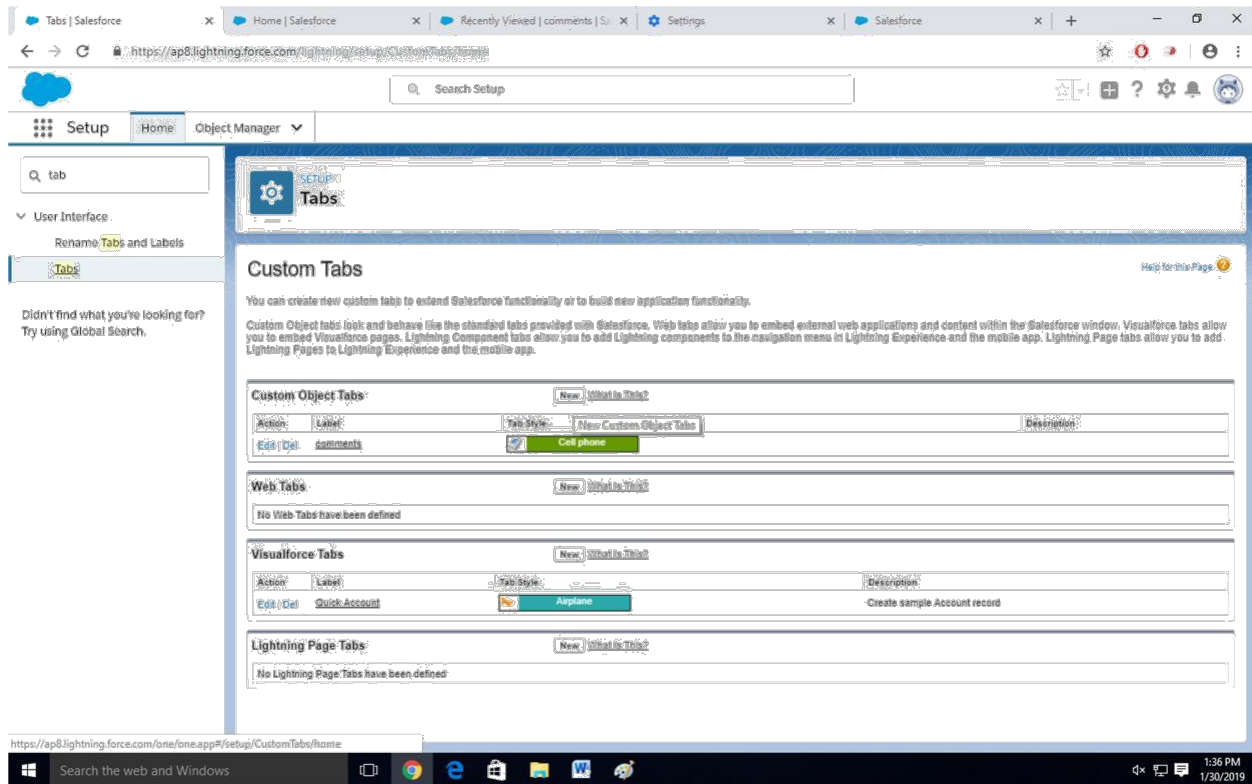 Tabs | Salesforce
Home | Salesforce
Recently Viewed | comments | Sa
Settings
Salesforce
https://ap8.lightning.force.com/lightning/setup/CustomTabs/home
Search Setup
Setup
Home
Object Manager
tab
User Interface
Rename Tabs and Labels
Tabs
Didn't find what you're looking for?
Try using Global Search.
SETUP
Tabs
Custom Tabs
Help for this Page
You can create new custom tabs to extend Salesforce functionality or to build new application functionality.
Custom Object tabs look and behave like the standard tabs provided with Salesforce. Web tabs allow you to embed external web applications and content within the Salesforce window. Visualforce tabs allow
you to embed Visualforce pages. Lightning Component tabs allow you to add Lightning components to the navigation menu in Lightning Experience and the mobile app. Lightning Page tabs allow you to add
Lightning Pages to Lightning Experience and the mobile app.
Custom Object Tabs New What Is This?
Action Label Tab Style New Custom Object Tabs Description
Edit | Del comments Cell phone
Web Tabs New What Is This?
No Web Tabs have been defined
Visualforce Tabs New What Is This?
Action Label Tab Style Description
Edit | Del Quick Account Airplane Create sample Account record
Lightning Page Tabs New What Is This?
No Lightning Page Tabs have been defined
https://ap8.lightning.force.com/one/one.app#/setup/CustomTabs/home
Search the web and Windows
1:36 PM
1/30/2019